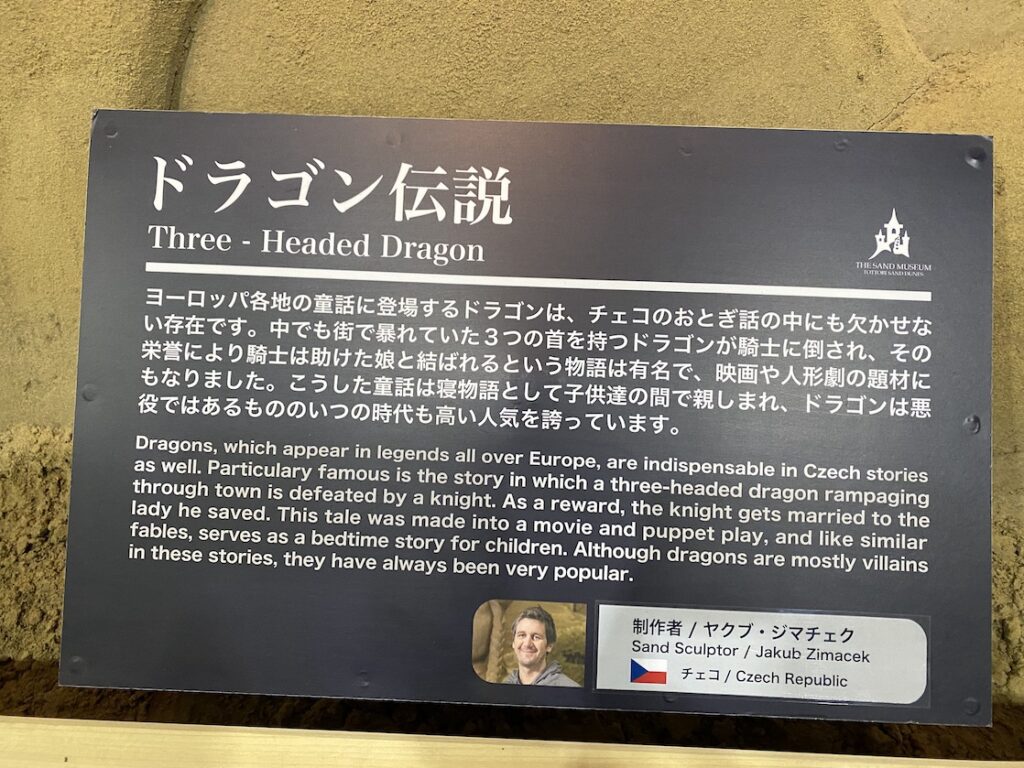 ドラゴン伝説
Three - Headed Dragon
THE SAND MUSEUM
TOTTORI SAND DUNES
ヨーロッパ各地の童話に登場するドラゴンは、チェコのおとぎ話の中にも欠かせな
い存在です。中でも街で暴れていた３つの首を持つドラゴンが騎士に倒され、その
栄誉により騎士は助けた娘と結ばれるという物語は有名で、映画や人形劇の題材に
もなりました。こうした童話は寝物語として子供達の間で親しまれ、ドラゴンは悪
役ではあるもののいつの時代も高い人気を誇っています。
Dragons, which appear in legends all over Europe, are indispensable in Czech stories
as well. Particulary famous is the story in which a three-headed dragon rampaging
through town is defeated by a knight. As a reward, the knight gets married to the
lady he saved. This tale was made into a movie and puppet play, and like similar
fables, serves as a bedtime story for children. Although dragons are mostly villains
in these stories, they have always been very popular.
制作者 / ヤクブ・ジマチェク
Sand Sculptor / Jakub Zimacek
チェコ / Czech Republic